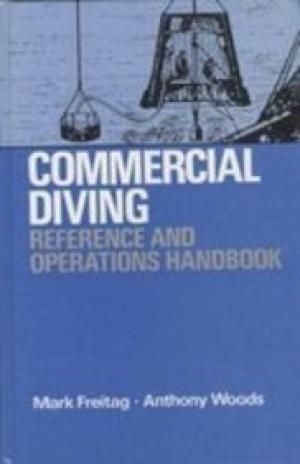 COMMERCIAL
DIVING
REFERENCE AND
OPERATIONS HANDBOOK
Mark Freitag · Anthony Woods